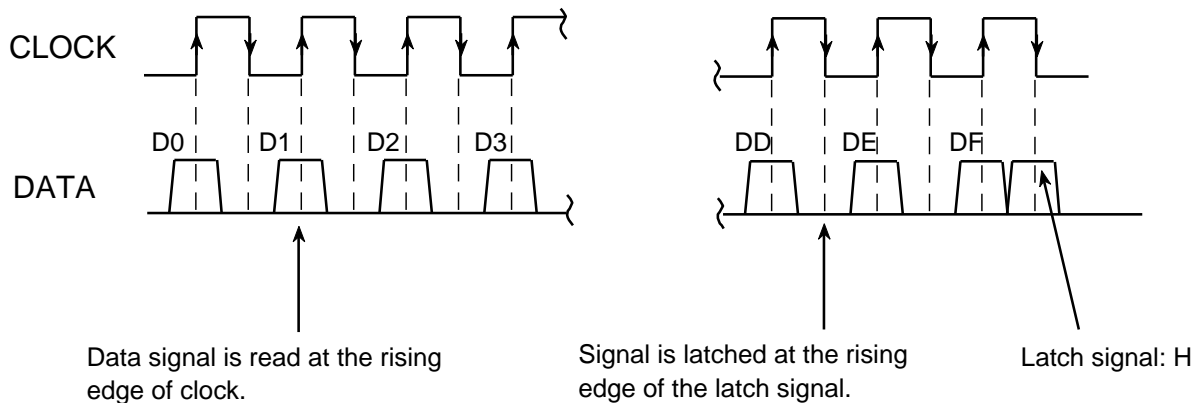 CLOCK
D0 D1 D2 D3 DD DE DF
DATA
Data signal is read at the rising
edge of clock.
Signal is latched at the rising
edge of the latch signal.
Latch signal: H